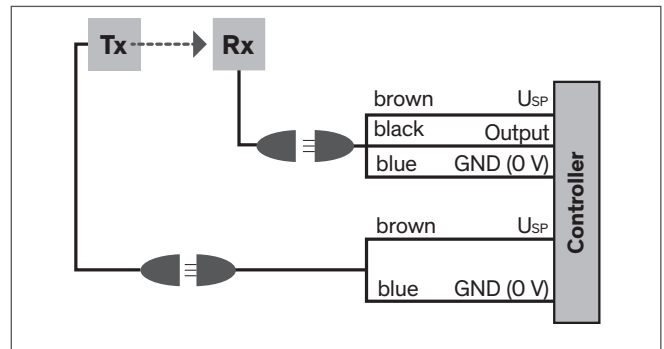 Tx Rx
brown USP
black Output
blue GND (0 V)
brown USP
blue GND (0 V)
Controller